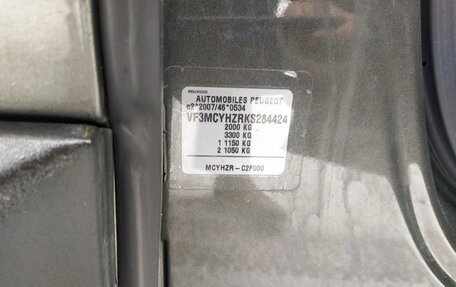 AUTOMOBILES PEUGEOT
e2*2007/46*0534
VF3MCYHZRKS284424
2000 KG
3300 KG
1 1150 KG
2 1050 KG
MCYHZR - C2F000